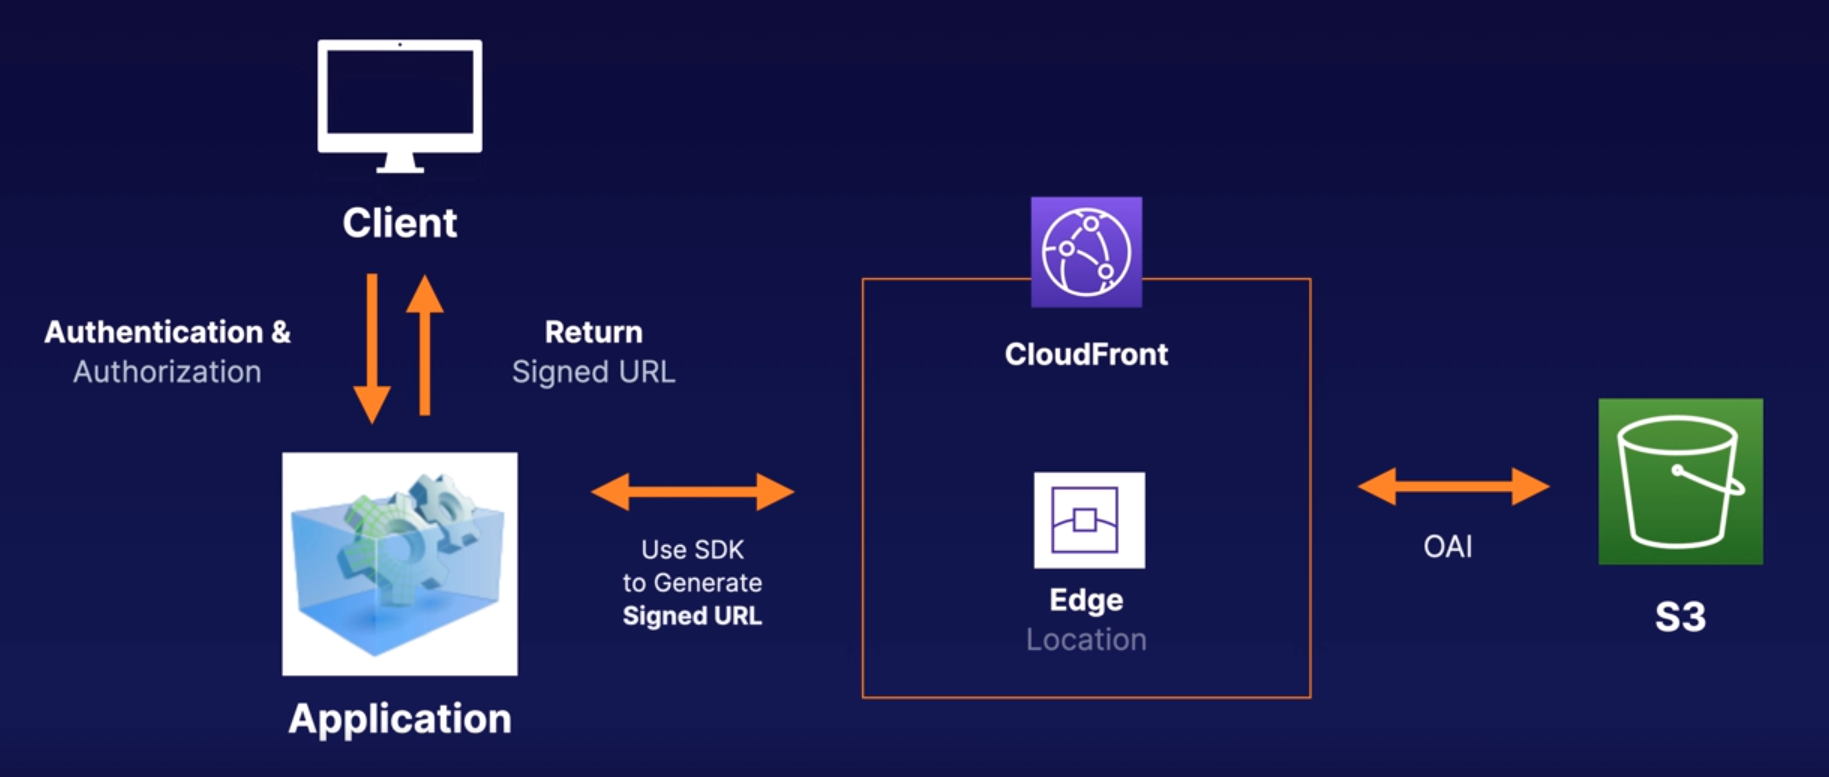 Client
Authentication &
Authorization
Return
Signed URL
Application
Use SDK
to Generate
Signed URL
CloudFront
Edge
Location
OAI
S3